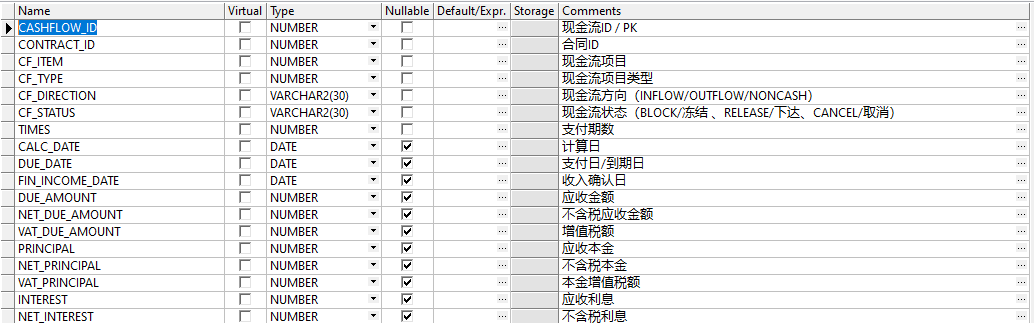 Name Virtual Type Nullable Default/Expr. Storage Comments
CASHFLOW_ID NUMBER ... 现金流ID / PK ...
CONTRACT_ID NUMBER ... 合同ID ...
CF_ITEM NUMBER ... 现金流项目 ...
CF_TYPE NUMBER ... 现金流项目类型 ...
CF_DIRECTION VARCHAR2(30) ... 现金流方向（INFLOW/OUTFLOW/NONCASH） ...
CF_STATUS VARCHAR2(30) ... 现金流状态（BLOCK/冻结 、RELEASE/下达、CANCEL/取消） ...
TIMES NUMBER ... 支付期数 ...
CALC_DATE DATE ... 计算日 ...
DUE_DATE DATE ... 支付日/到期日 ...
FIN_INCOME_DATE DATE ... 收入确认日 ...
DUE_AMOUNT NUMBER ... 应收金额 ...
NET_DUE_AMOUNT NUMBER ... 不含税应收金额 ...
VAT_DUE_AMOUNT NUMBER ... 增值税额 ...
PRINCIPAL NUMBER ... 应收本金 ...
NET_PRINCIPAL NUMBER ... 不含税本金 ...
VAT_PRINCIPAL NUMBER ... 本金增值税额 ...
INTEREST NUMBER ... 应收利息 ...
NET_INTEREST NUMBER ... 不含税利息 ...